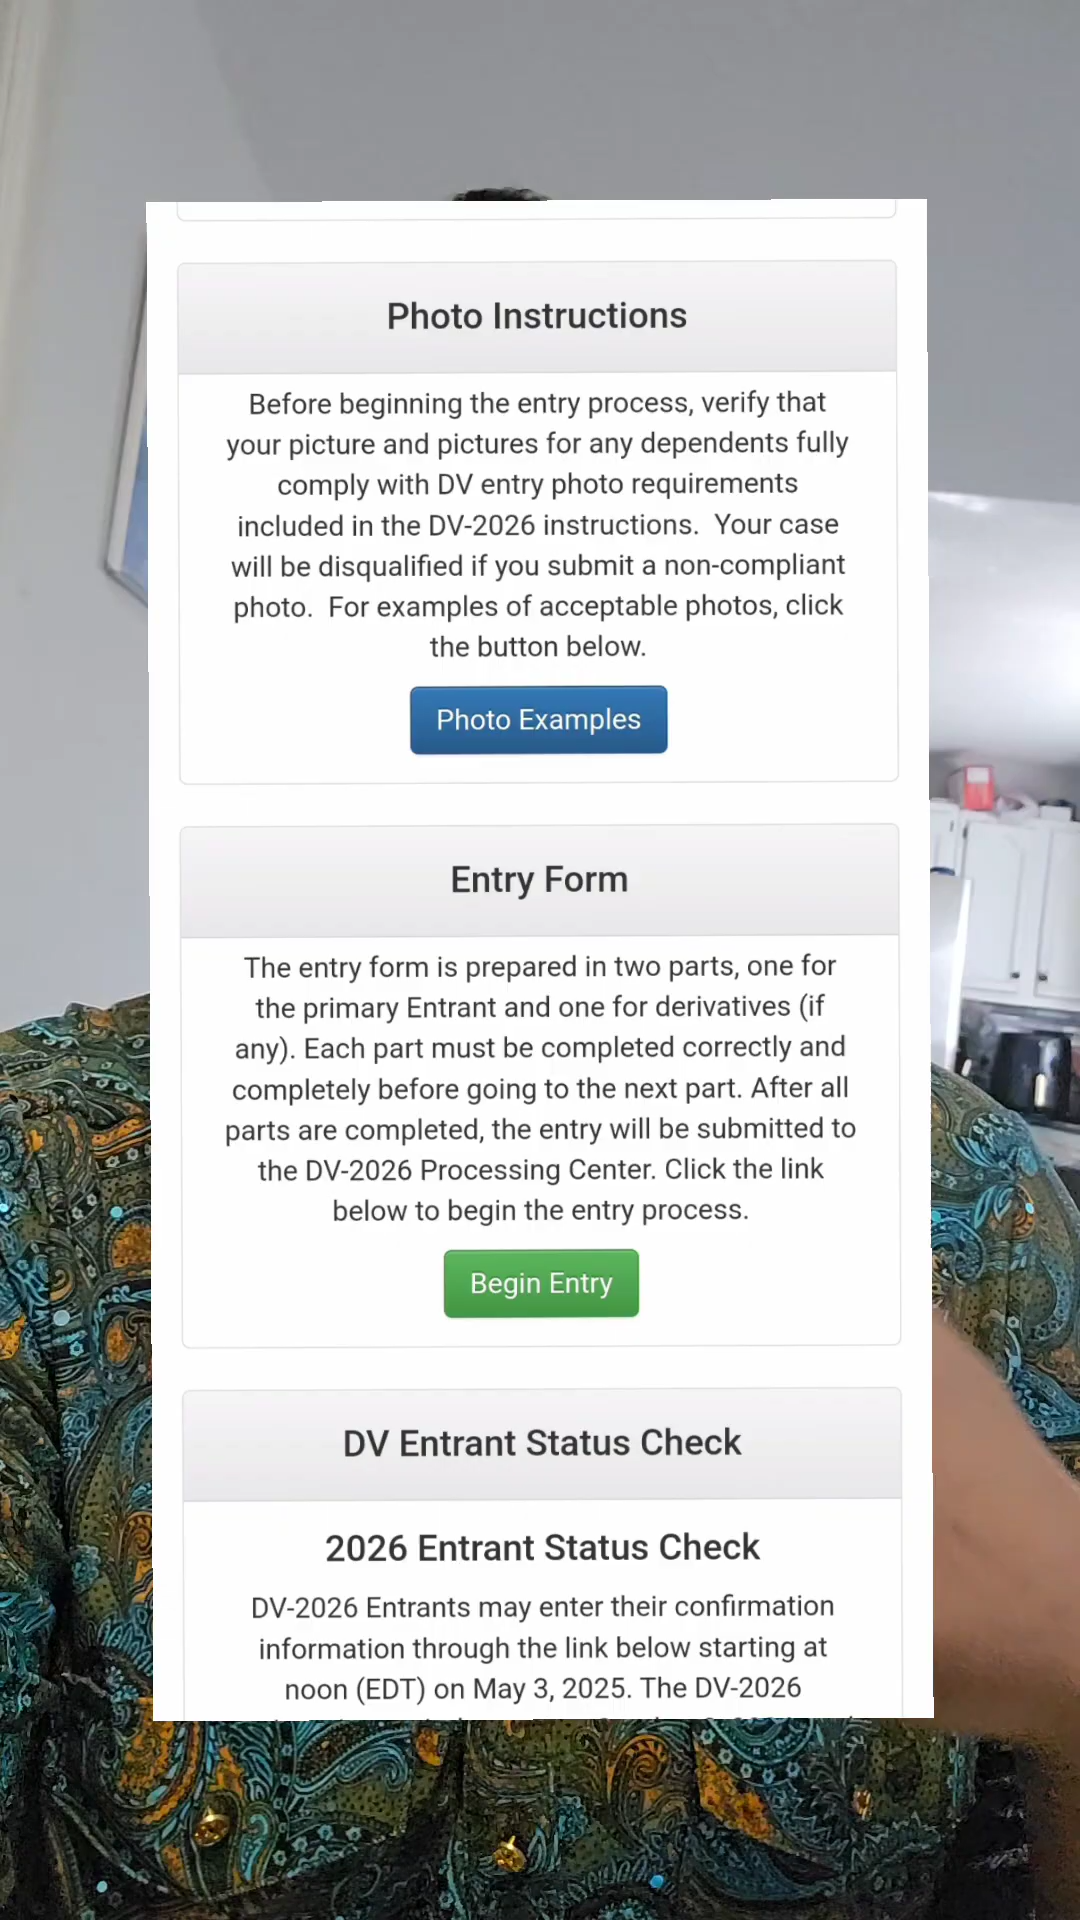 Photo Instructions
Before beginning the entry process, verify that
your picture and pictures for any dependents fully
comply with DV entry photo requirements
included in the DV-2026 instructions.  Your case
will be disqualified if you submit a non-compliant
photo.  For examples of acceptable photos, click
the button below.
Photo Examples
Entry Form
The entry form is prepared in two parts, one for
the primary Entrant and one for derivatives (if
any). Each part must be completed correctly and
completely before going to the next part. After all
parts are completed, the entry will be submitted to
the DV-2026 Processing Center. Click the link
below to begin the entry process.
Begin Entry
DV Entrant Status Check
2026 Entrant Status Check
DV-2026 Entrants may enter their confirmation
information through the link below starting at
noon (EDT) on May 3, 2025. The DV-2026